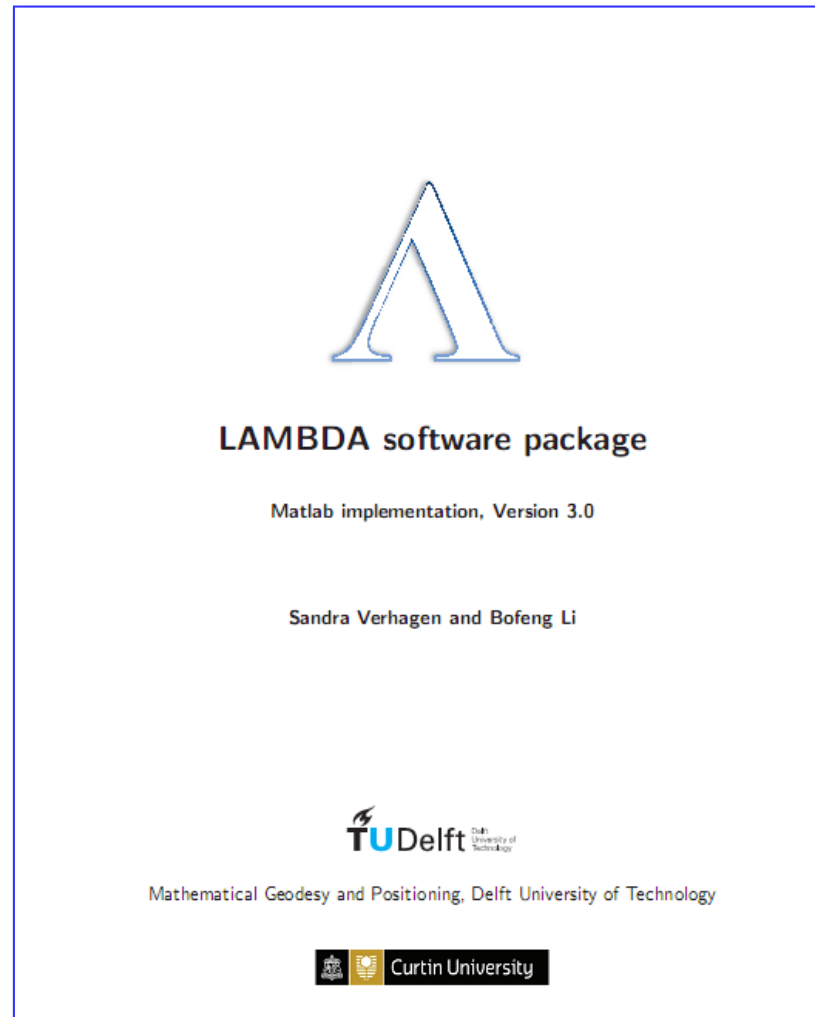 Λ
LAMBDA software package
Matlab implementation, Version 3.0
Sandra Verhagen and Bofeng Li
TUDelft
Delft
University of
Technology
Mathematical Geodesy and Positioning, Delft University of Technology
Curtin University